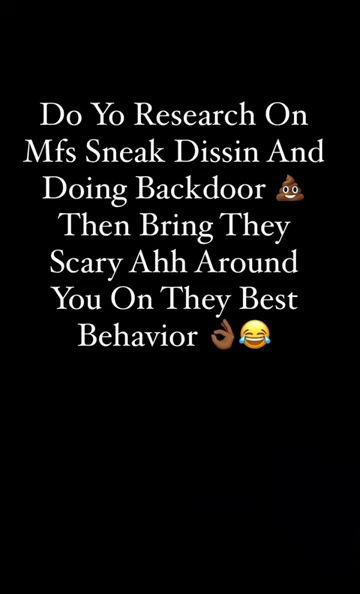 Do Yo Research On
Mfs Sneak Dissin And
Doing Backdoor 💩
Then Bring They
Scary Ahh Around
You On They Best
Behavior 👌🏾😂